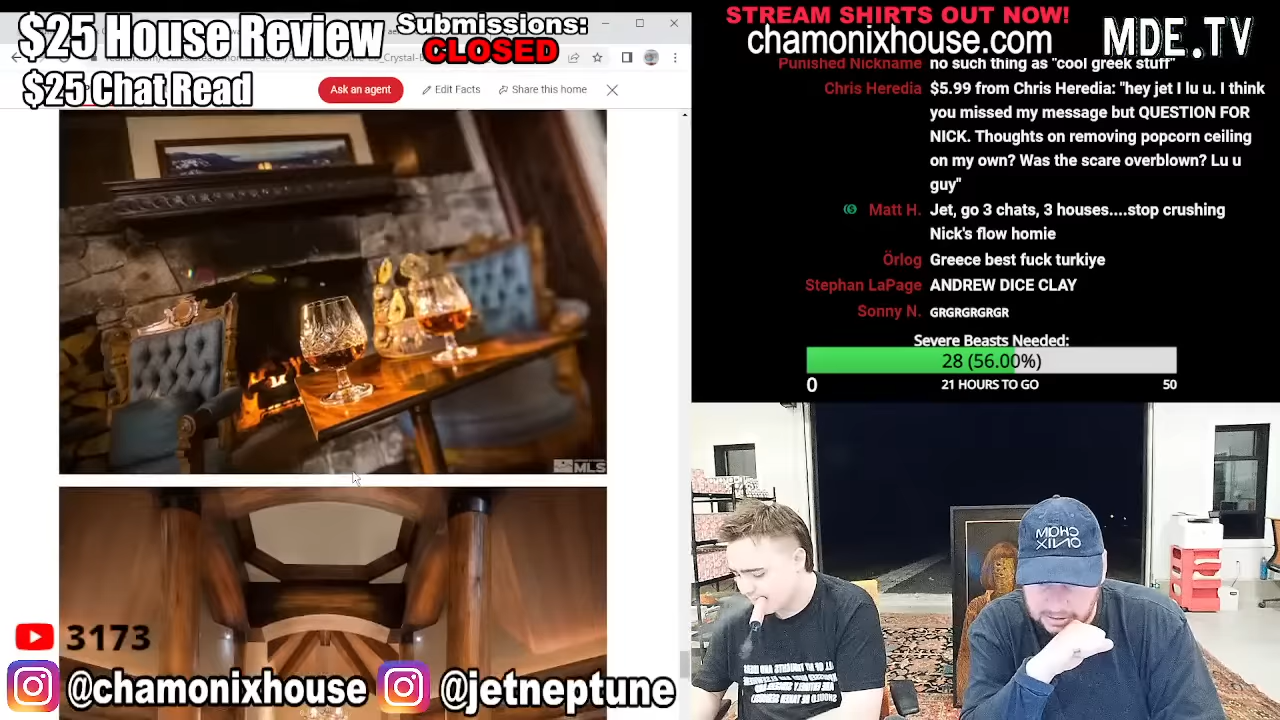 $25 House Review
Submissions:
CLOSED
$25 Chat Read
Ask an agent
Edit Facts
Share this home
MLS
3173
@chamonixhouse
@jetneptune
STREAM SHIRTS OUT NOW!
chamonixhouse.com
MDE.TV
Punished Nickname no such thing as "cool greek stuff"
Chris Heredia $5.99 from Chris Heredia: "hey jet I lu u. I think
you missed my message but QUESTION FOR
NICK. Thoughts on removing popcorn ceiling
on my own? Was the scare overblown? Lu u
guy"
Matt H. Jet, go 3 chats, 3 houses....stop crushing
Nick's flow homie
Örlog Greece best fuck turkiye
Stephan LaPage ANDREW DICE CLAY
Sonny N. GRGRGRGRGR
Severe Beasts Needed:
28 (56.00%)
0 21 HOURS TO GO 50
CHAMO
NIX